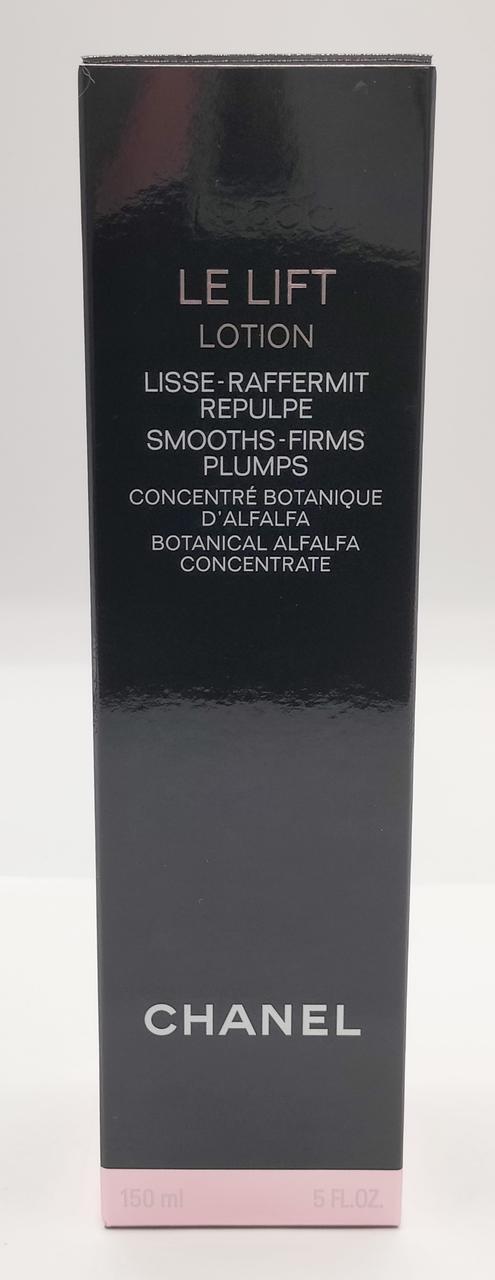 LE LIFT
LOTION
LISSE-RAFFERMIT
REPULPE
SMOOTHS-FIRMS
PLUMPS
CONCENTRÉ BOTANIQUE
D'ALFALFA
BOTANICAL ALFALFA
CONCENTRATE
CHANEL
150 ml 5 FL.OZ.